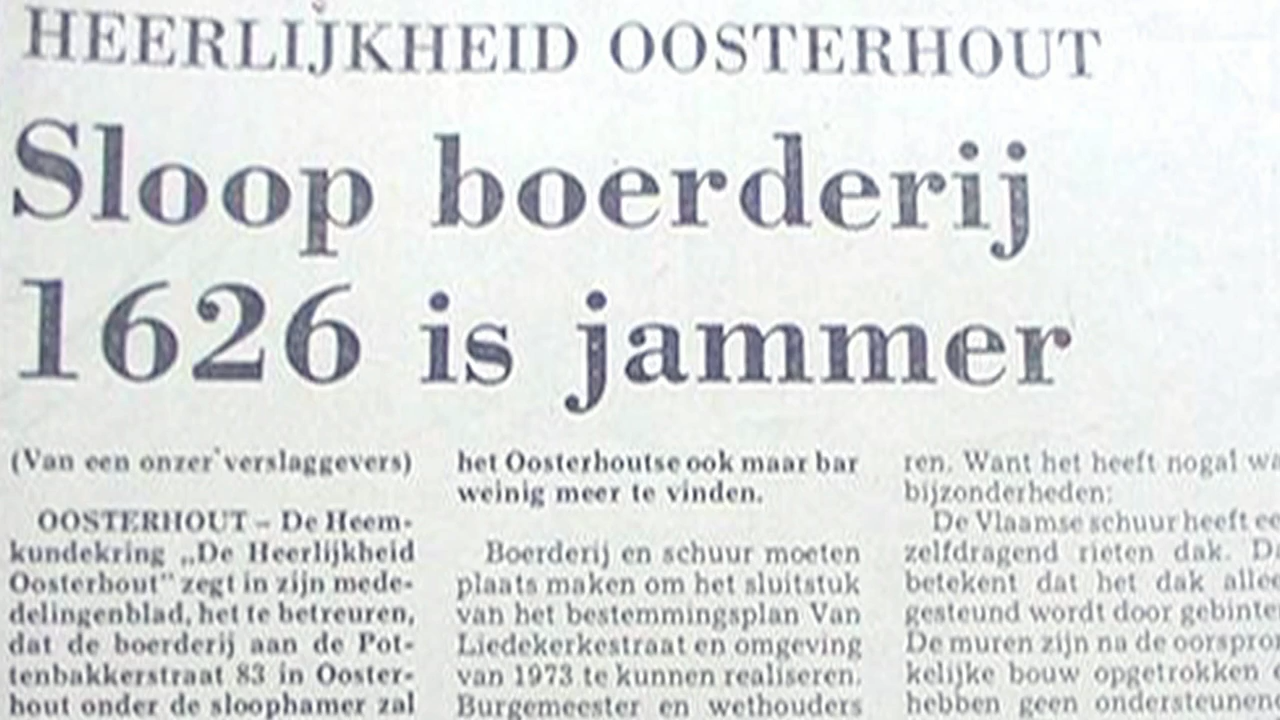 HEERLIJKHEID OOSTERHOUT
Sloop boerderij
1626 is jammer
(Van een onzer verslaggevers)
OOSTERHOUT – De Heem-
kundekring „De Heerlijkheid
Oosterhout" zegt in zijn mede-
delingenblad, het te betreuren,
dat de boerderij aan de Pot-
tenbakkerstraat 83 in Ooster-
hout onder de sloophamer zal
het Oosterhoutse ook maar bar
weinig meer te vinden.
Boerderij en schuur moeten
plaats maken om het sluitstuk
van het bestemmingsplan Van
Liedekerkestraat en omgeving
van 1973 te kunnen realiseren.
Burgemeester en wethouders
ren. Want het heeft nogal
bijzonderheden:
De Vlaamse schuur heeft
zelfdragend rieten dak.
betekent dat het dak
gesteund wordt door
De muren zijn na de
kelijke bouw opgetrokken
hebben geen